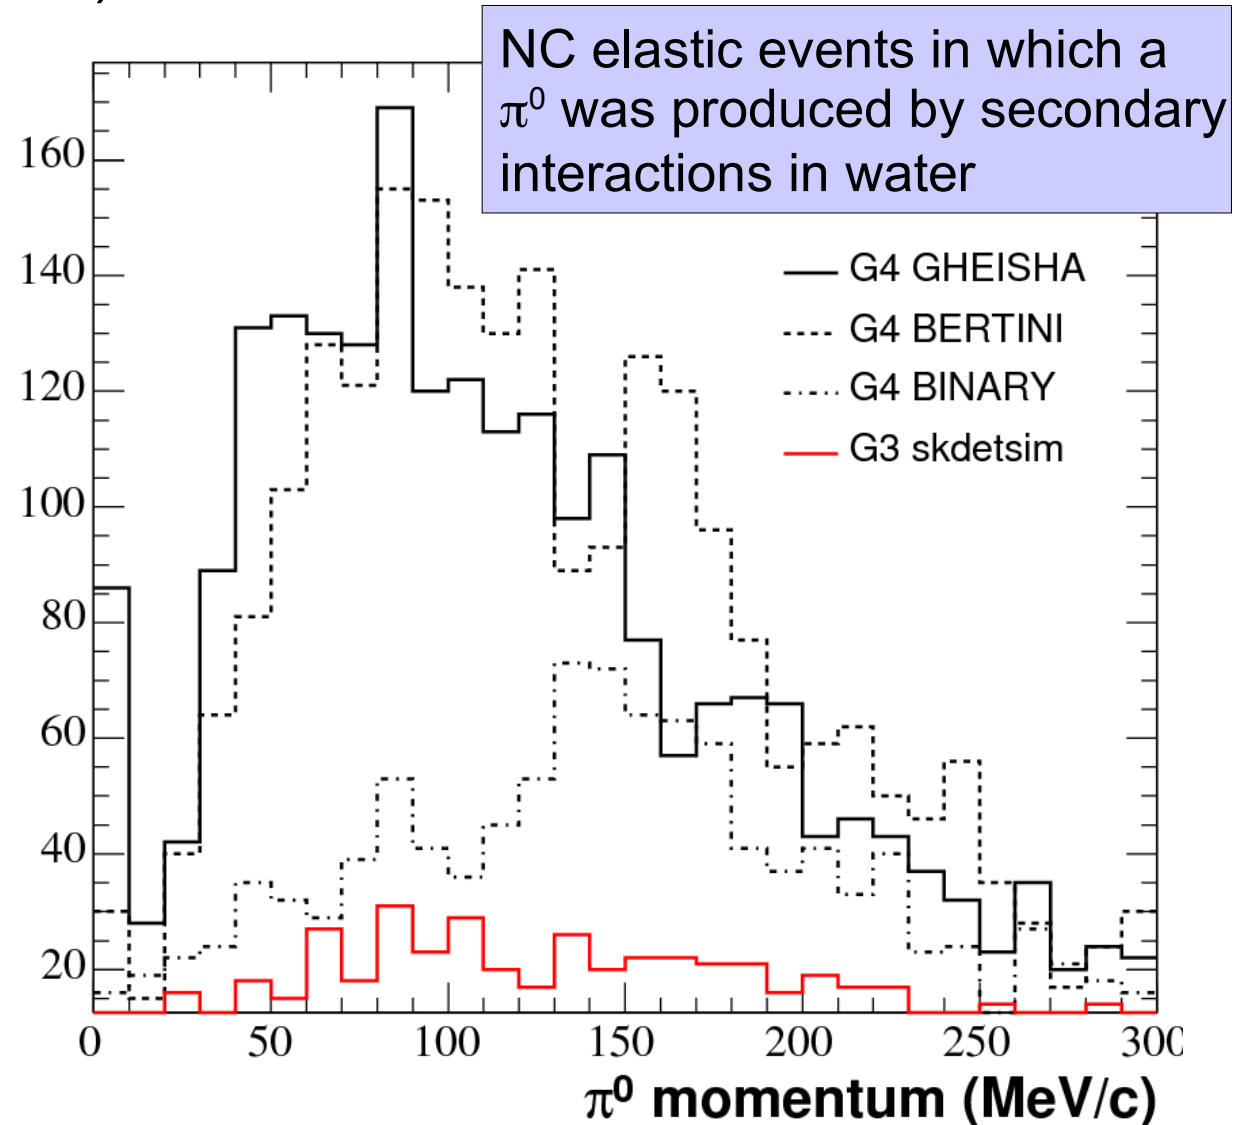 NC elastic events in which a
π⁰ was produced by secondary
interactions in water
160
140
120
100
80
60
40
20
G4 GHEISHA
G4 BERTINI
G4 BINARY
G3 skdetsim
0 50 100 150 200 250 300
π⁰ momentum (MeV/c)